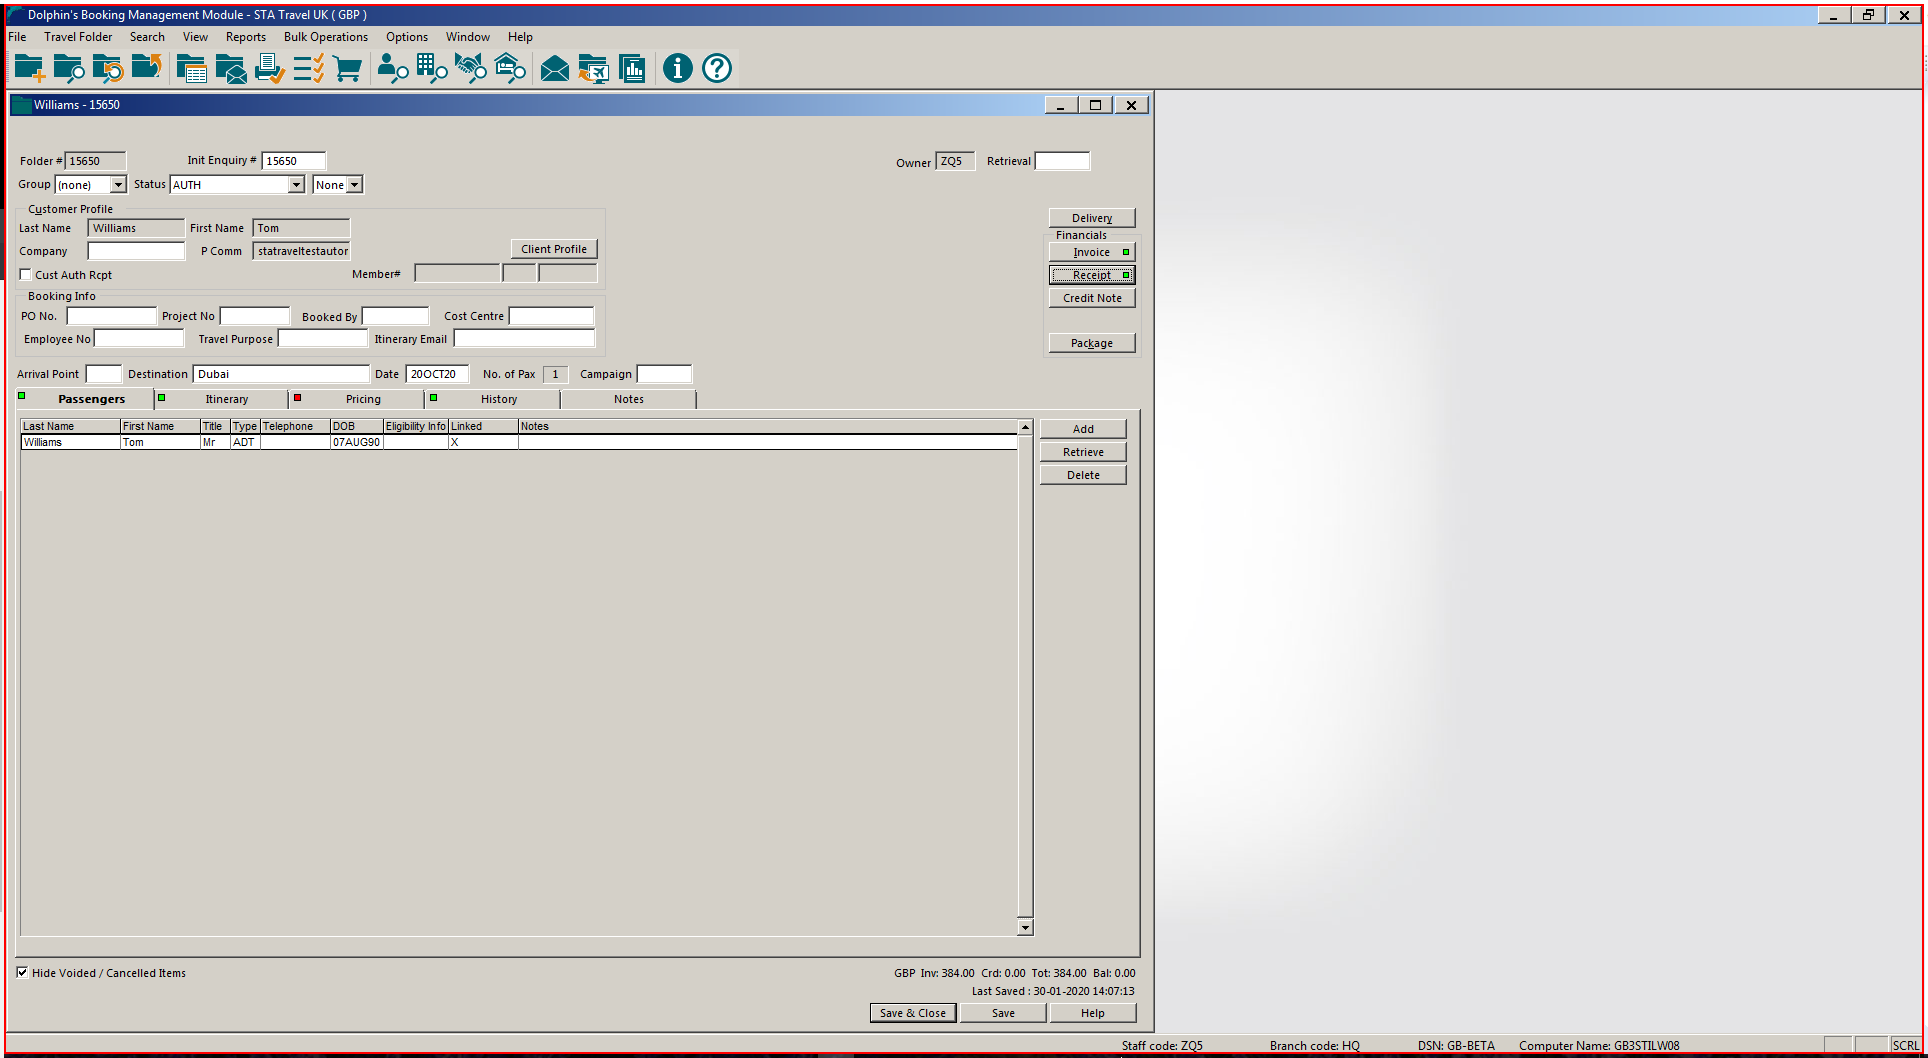 Dolphin's Booking Management Module - STA Travel UK ( GBP )
File Travel Folder Search View Reports Bulk Operations Options Window Help
Williams - 15650
Folder # 15650 Init Enquiry # 15650 Owner ZQ5 Retrieval
Group (none) Status AUTH None
Customer Profile
Last Name Williams First Name Tom
Company P Comm statraveltestautor Client Profile
Cust Auth Rcpt Member#
Booking Info
PO No. Project No Booked By Cost Centre
Employee No Travel Purpose Itinerary Email
Delivery
Financials
Invoice
Receipt
Credit Note
Package
Arrival Point Destination Dubai Date 20OCT20 No. of Pax 1 Campaign
Passengers Itinerary Pricing History Notes
Last Name First Name Title Type Telephone DOB Eligibility Info Linked Notes
Williams Tom Mr ADT 07AUG90 X
Add
Retrieve
Delete
Hide Voided / Cancelled Items
GBP Inv: 384.00 Crd: 0.00 Tot: 384.00 Bal: 0.00
Last Saved : 30-01-2020 14:07:13
Save & Close Save Help
Staff code: ZQ5 Branch code: HQ DSN: GB-BETA Computer Name: GB3STILW08 SCRL